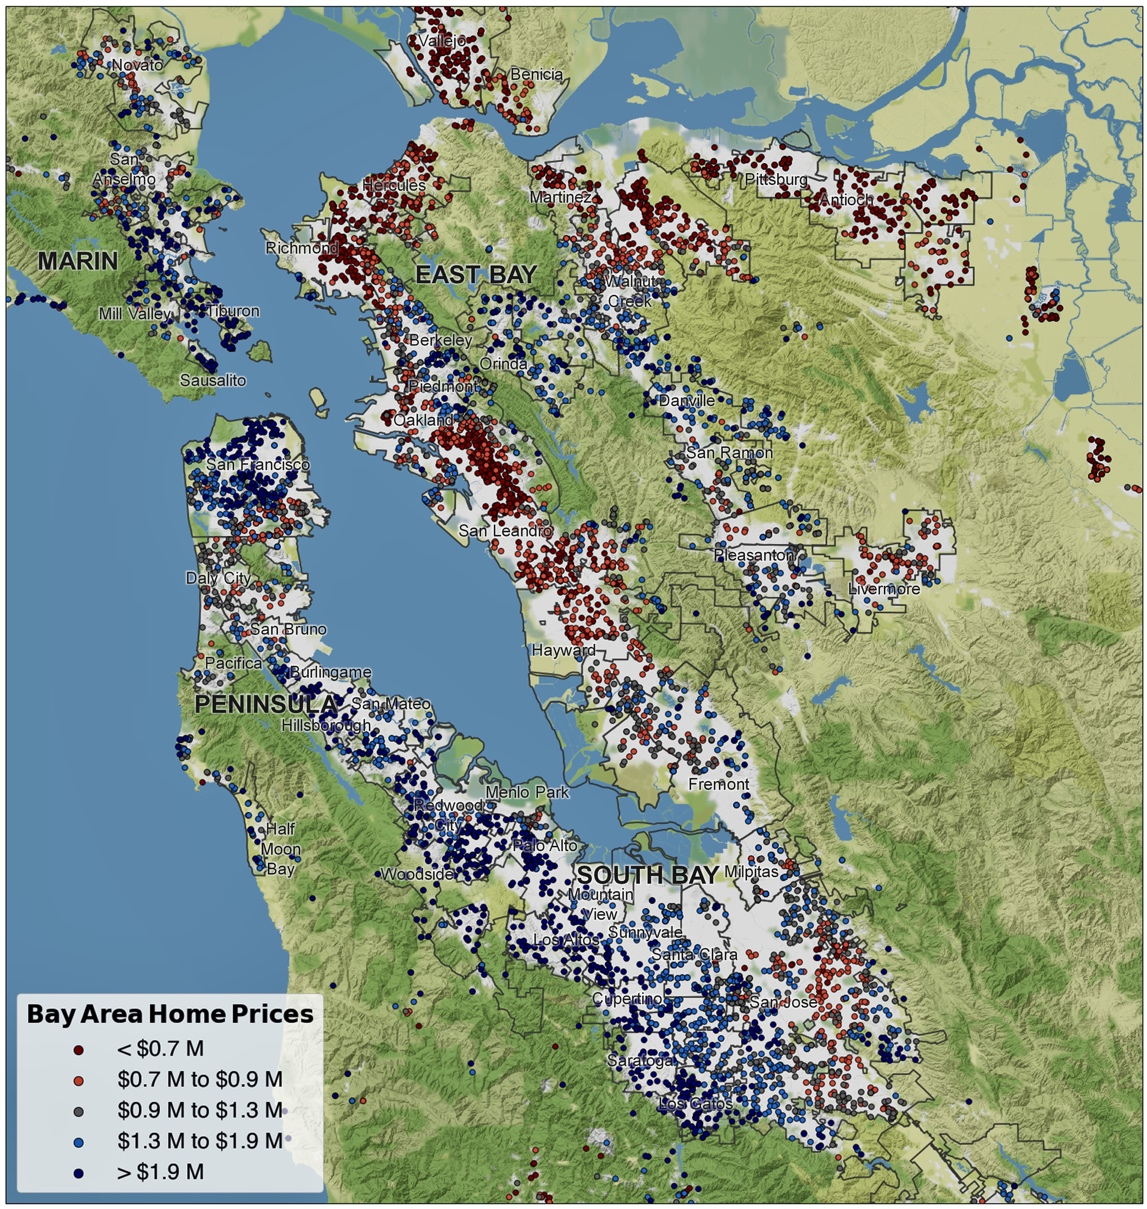 Vallejo
Novato
Benicia
San
Anselmo
Hercules
Martinez
Pittsburg
Antioch
Richmond
MARIN
EAST BAY
Walnut
Creek
Mill Valley
Tiburon
Berkeley
Orinda
Sausalito
Piedmont
Danville
Oakland
San Francisco
San Ramon
San Leandro
Pleasanton
Daly City
Livermore
San Bruno
Hayward
Pacifica
Burlingame
PENINSULA
San Mateo
Hillsborough
Fremont
Menlo Park
Redwood
City
Half
Moon
Bay
Palo Alto
Woodside
SOUTH BAY
Milpitas
Mountain
View
Sunnyvale
Los Altos
Santa Clara
Cupertino
San Jose
Saratoga
Los Gatos
Bay Area Home Prices
< $0.7 M
$0.7 M to $0.9 M
$0.9 M to $1.3 M
$1.3 M to $1.9 M
> $1.9 M